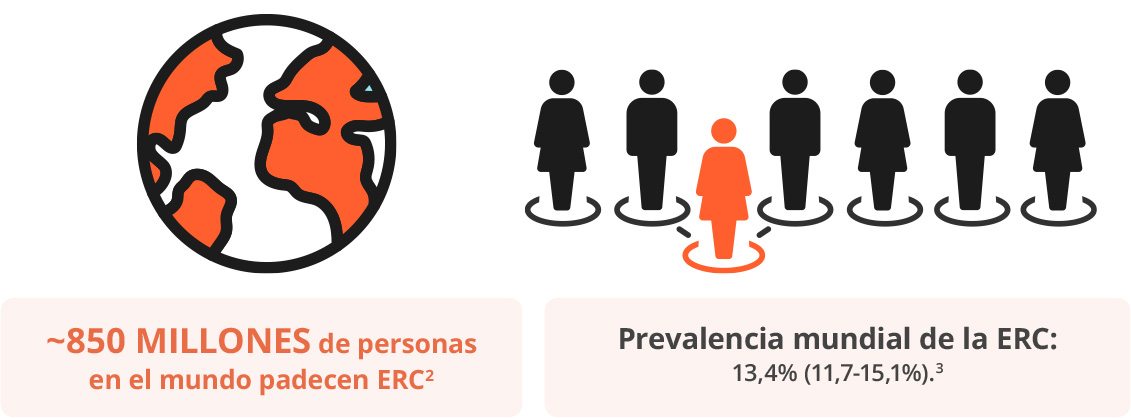 ~850 MILLONES de personas
en el mundo padecen ERC²
Prevalencia mundial de la ERC:
13,4% (11,7-15,1%).³